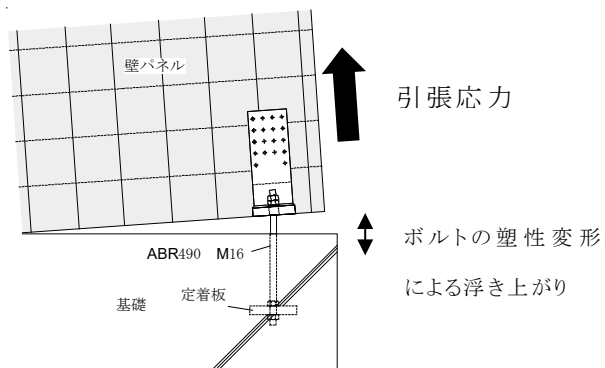 壁パネル
引張応力
ABR490 M16
ボルトの塑性変形
による浮き上がり
定着板
基礎